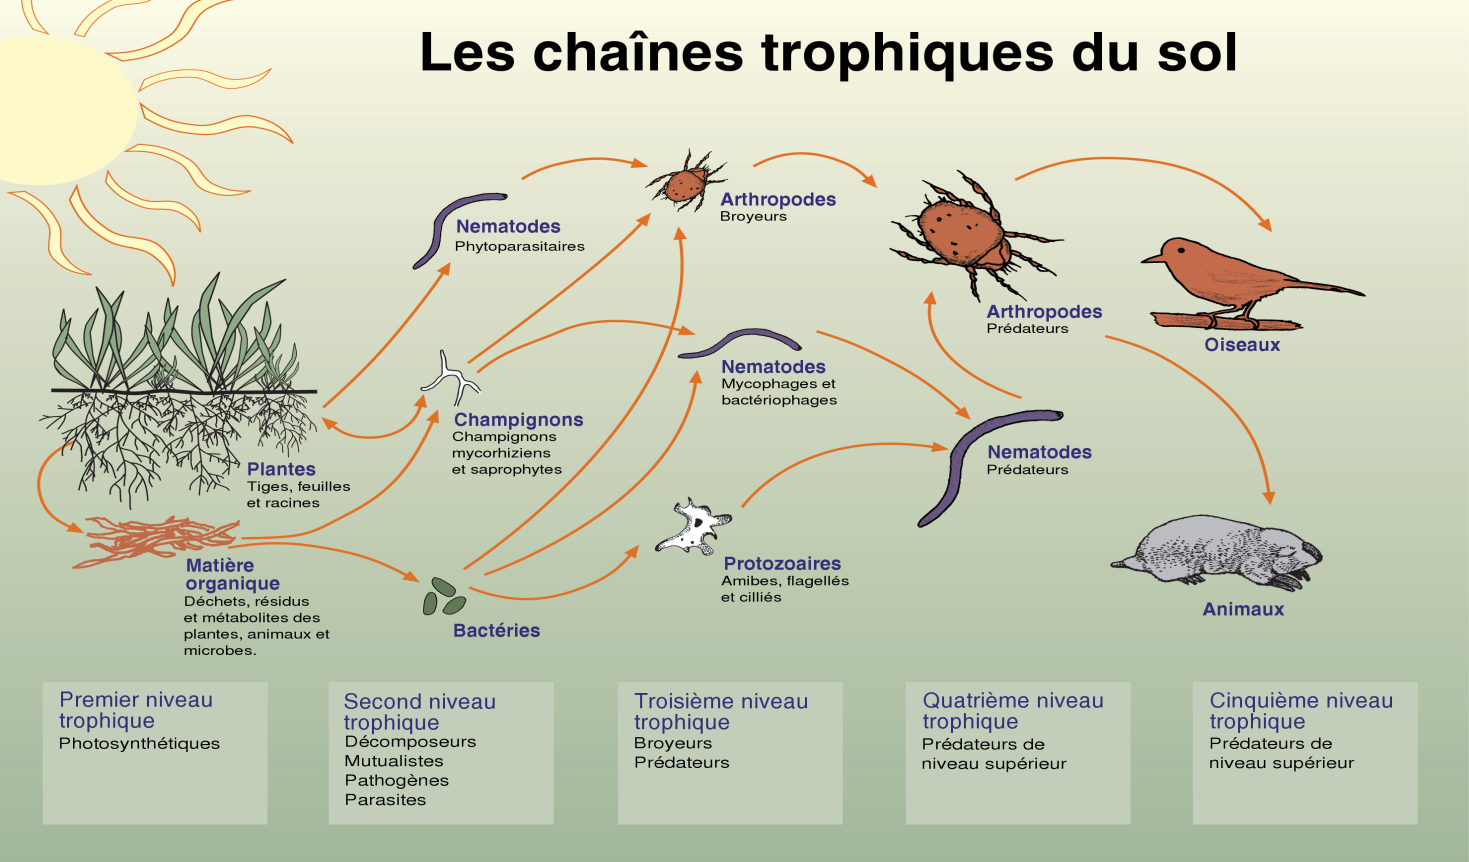 Les chaînes trophiques du sol
Nematodes
Phytoparasitaires
Arthropodes
Broyeurs
Arthropodes
Prédateurs
Oiseaux
Nematodes
Mycophages et
bactériophages
Champignons
Champignons
mycorhiziens
et saprophytes
Nematodes
Prédateurs
Plantes
Tiges, feuilles
et racines
Matière
organique
Déchets, résidus
et métabolites des
plantes, animaux et
microbes.
Bactéries
Protozoaires
Amibes, flagellés
et cilliés
Animaux
Premier niveau
trophique
Photosynthétiques
Second niveau
trophique
Décomposeurs
Mutualistes
Pathogènes
Parasites
Troisième niveau
trophique
Broyeurs
Prédateurs
Quatrième niveau
trophique
Prédateurs de
niveau supérieur
Cinquième niveau
trophique
Prédateurs de
niveau supérieur